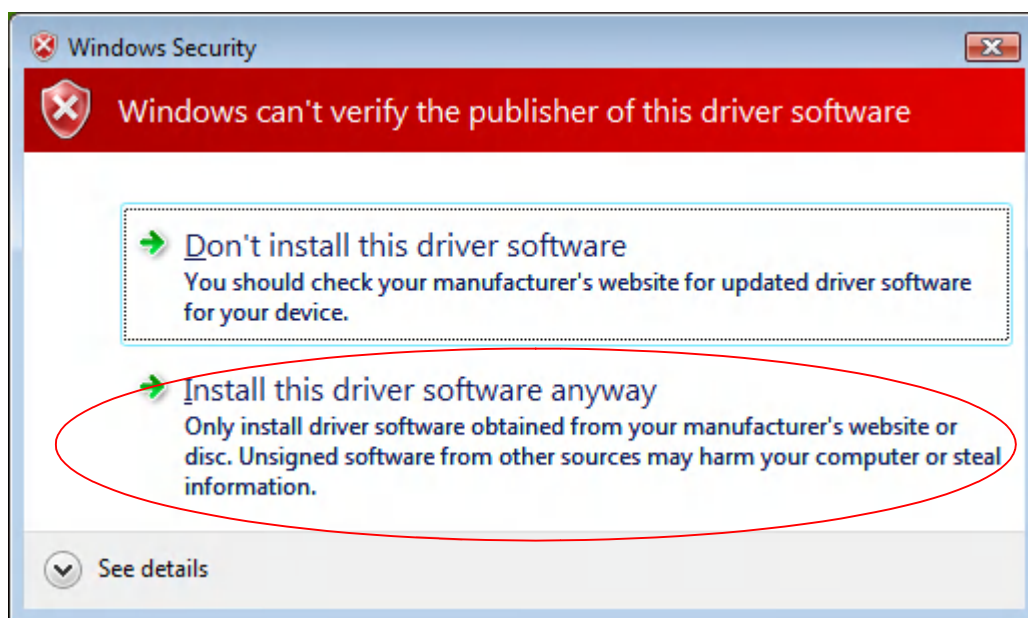 Windows Security
Windows can't verify the publisher of this driver software
Don't install this driver software
You should check your manufacturer's website for updated driver software
for your device.
Install this driver software anyway
Only install driver software obtained from your manufacturer's website or
disc. Unsigned software from other sources may harm your computer or steal
information.
See details